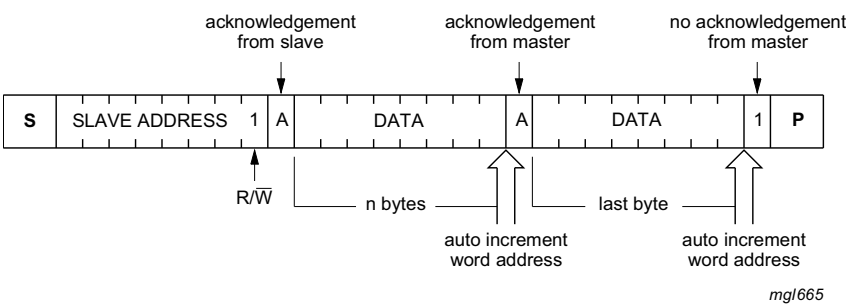 acknowledgement
from slave
acknowledgement
from master
no acknowledgement
from master
S SLAVE ADDRESS 1 A DATA A DATA 1 P
R/W̅
n bytes
last byte
auto increment
word address
auto increment
word address
mgl665